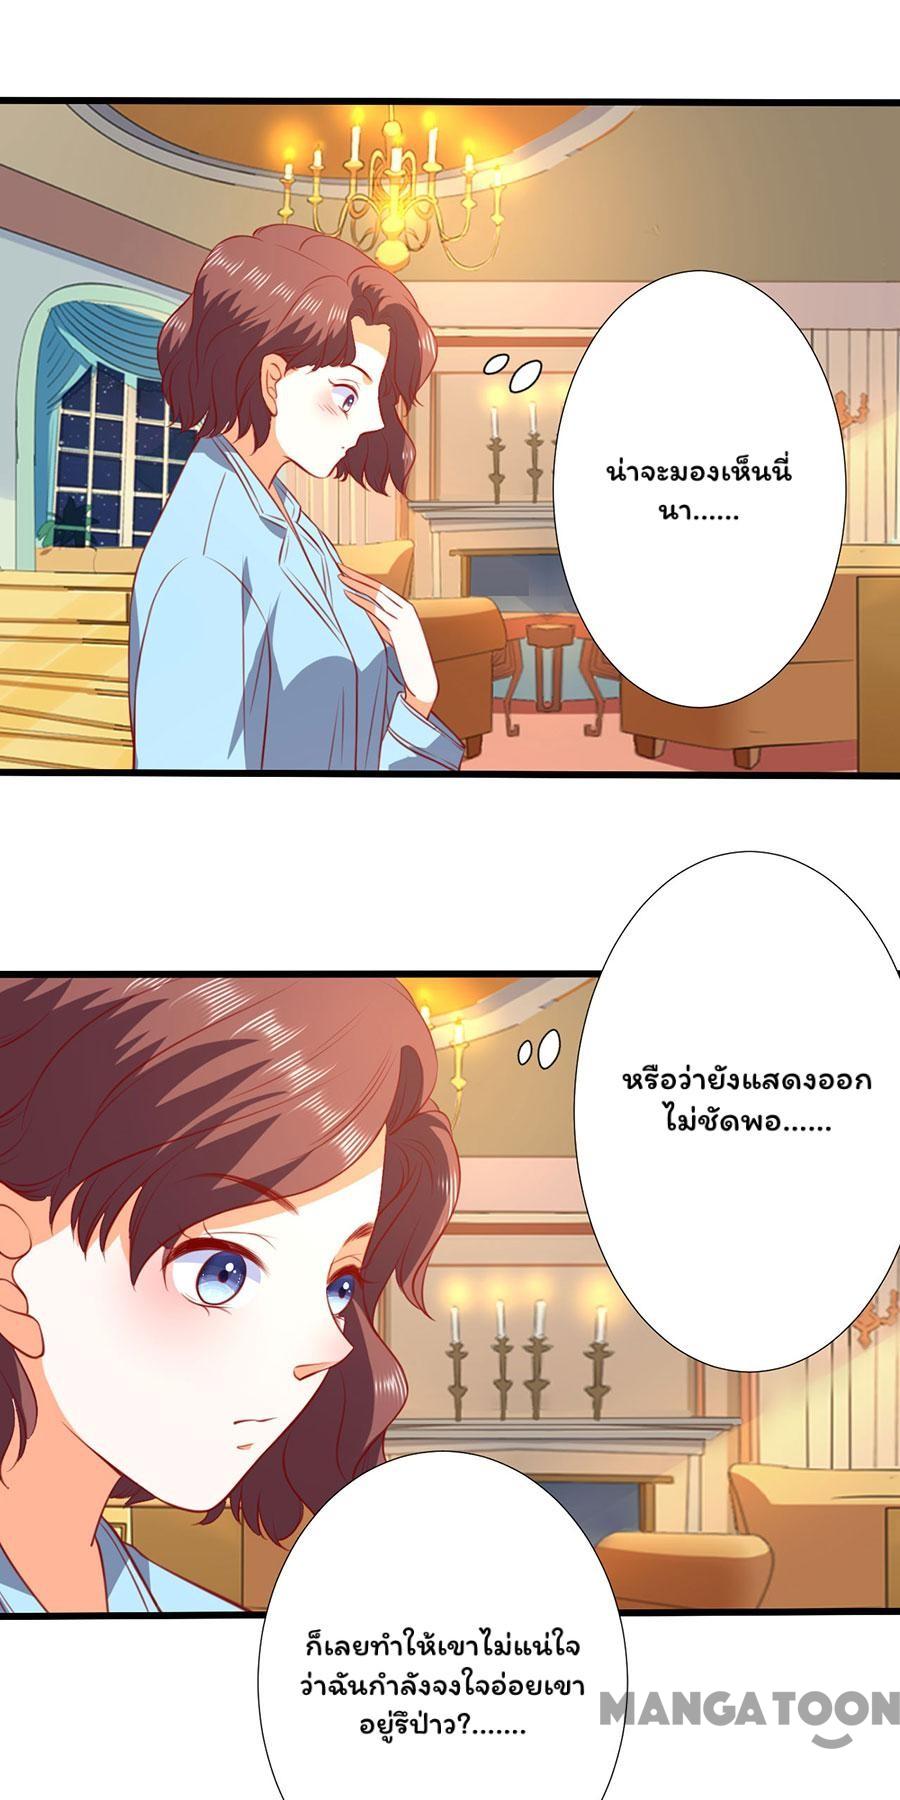 น่าจะมองเห็นนี่
นา......
หรือว่ายังแสดงออก
ไม่ชัดพอ......
ก็เลยทำให้เขาไม่แน่ใจ
ว่าฉันกำลังจงใจอ่อยเขา
อยู่รึป่าว?.......
MANGATOON